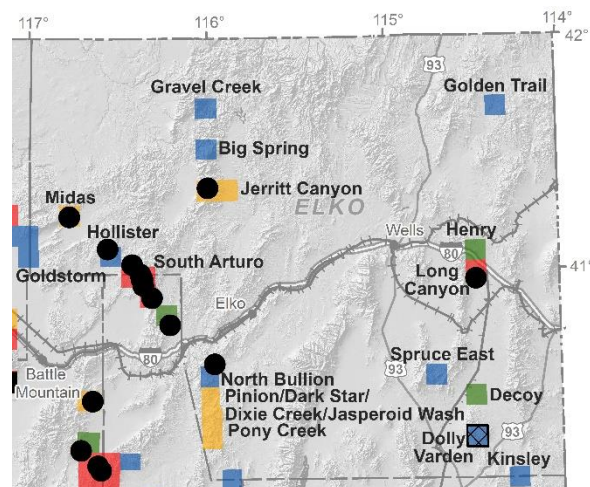 117°
116°
115°
114°
42°
93
Gravel Creek
Golden Trail
Big Spring
Jerritt Canyon
ELKO
Midas
Hollister
Wells
Henry
South Arturo
80
41°
Goldstorm
Long
Canyon
Elko
80
Spruce East
93
Battle
Mountain
North Bullion
Pinion/Dark Star/
Dixie Creek/Jasperoid Wash
Pony Creek
Decoy
93
Dolly
Varden
Kinsley